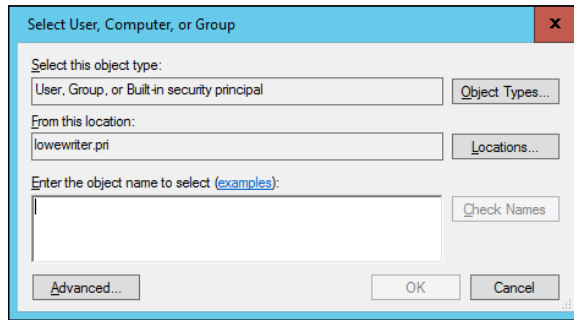 Select User, Computer, or Group
x
Select this object type:
User, Group, or Built-in security principal
Object Types...
From this location:
lowewriter.pri
Locations...
Enter the object name to select (examples):
Check Names
Advanced...
OK
Cancel